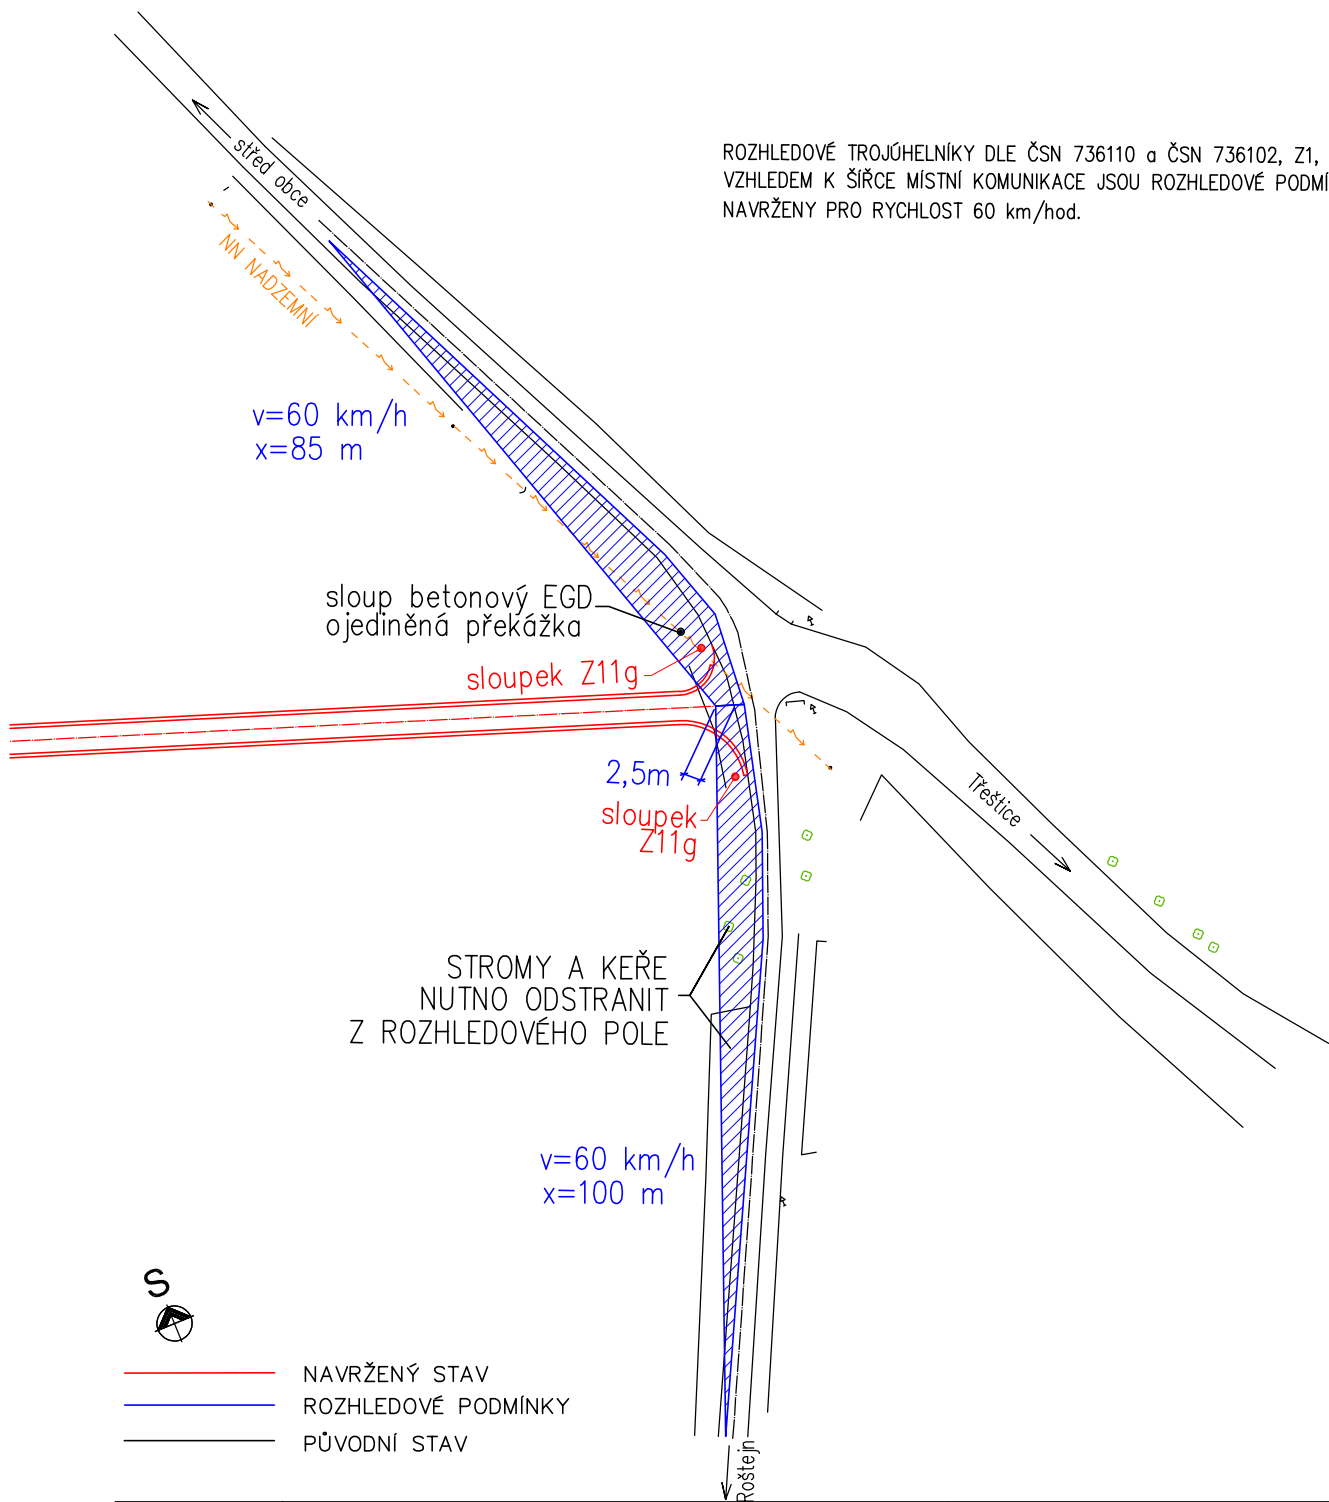 ROZHLEDOVÉ TROJÚHELNÍKY DLE ČSN 736110 a ČSN 736102, Z1,
VZHLEDEM K ŠÍŘCE MÍSTNÍ KOMUNIKACE JSOU ROZHLEDOVÉ PODMÍ
NAVRŽENY PRO RYCHLOST 60 km/hod.
střed obce
NN NADZEMNÍ
v=60 km/h
x=85 m
sloup betonový EGD
ojediněná překážka
sloupek Z11g
2,5m
sloupek
Z11g
Třeštice
STROMY A KEŘE
NUTNO ODSTRANIT
Z ROZHLEDOVÉHO POLE
v=60 km/h
x=100 m
S
NAVRŽENÝ STAV
ROZHLEDOVÉ PODMÍNKY
PŮVODNÍ STAV
Roštejn